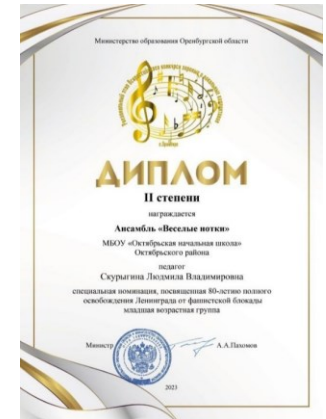 Министерство образования Оренбургской области
г.Оренбург
ДИПЛОМ
II степени
награждается
Ансамбль «Веселые нотки»
МБОУ «Октябрьская начальная школа»
Октябрьского района
педагог
Скурыгина Людмила Владимировна
специальная номинация, посвященная 80-летию полного
освобождения Ленинграда от фашистской блокады
младшая возрастная группа
Министр А.А.Пахомов
2023